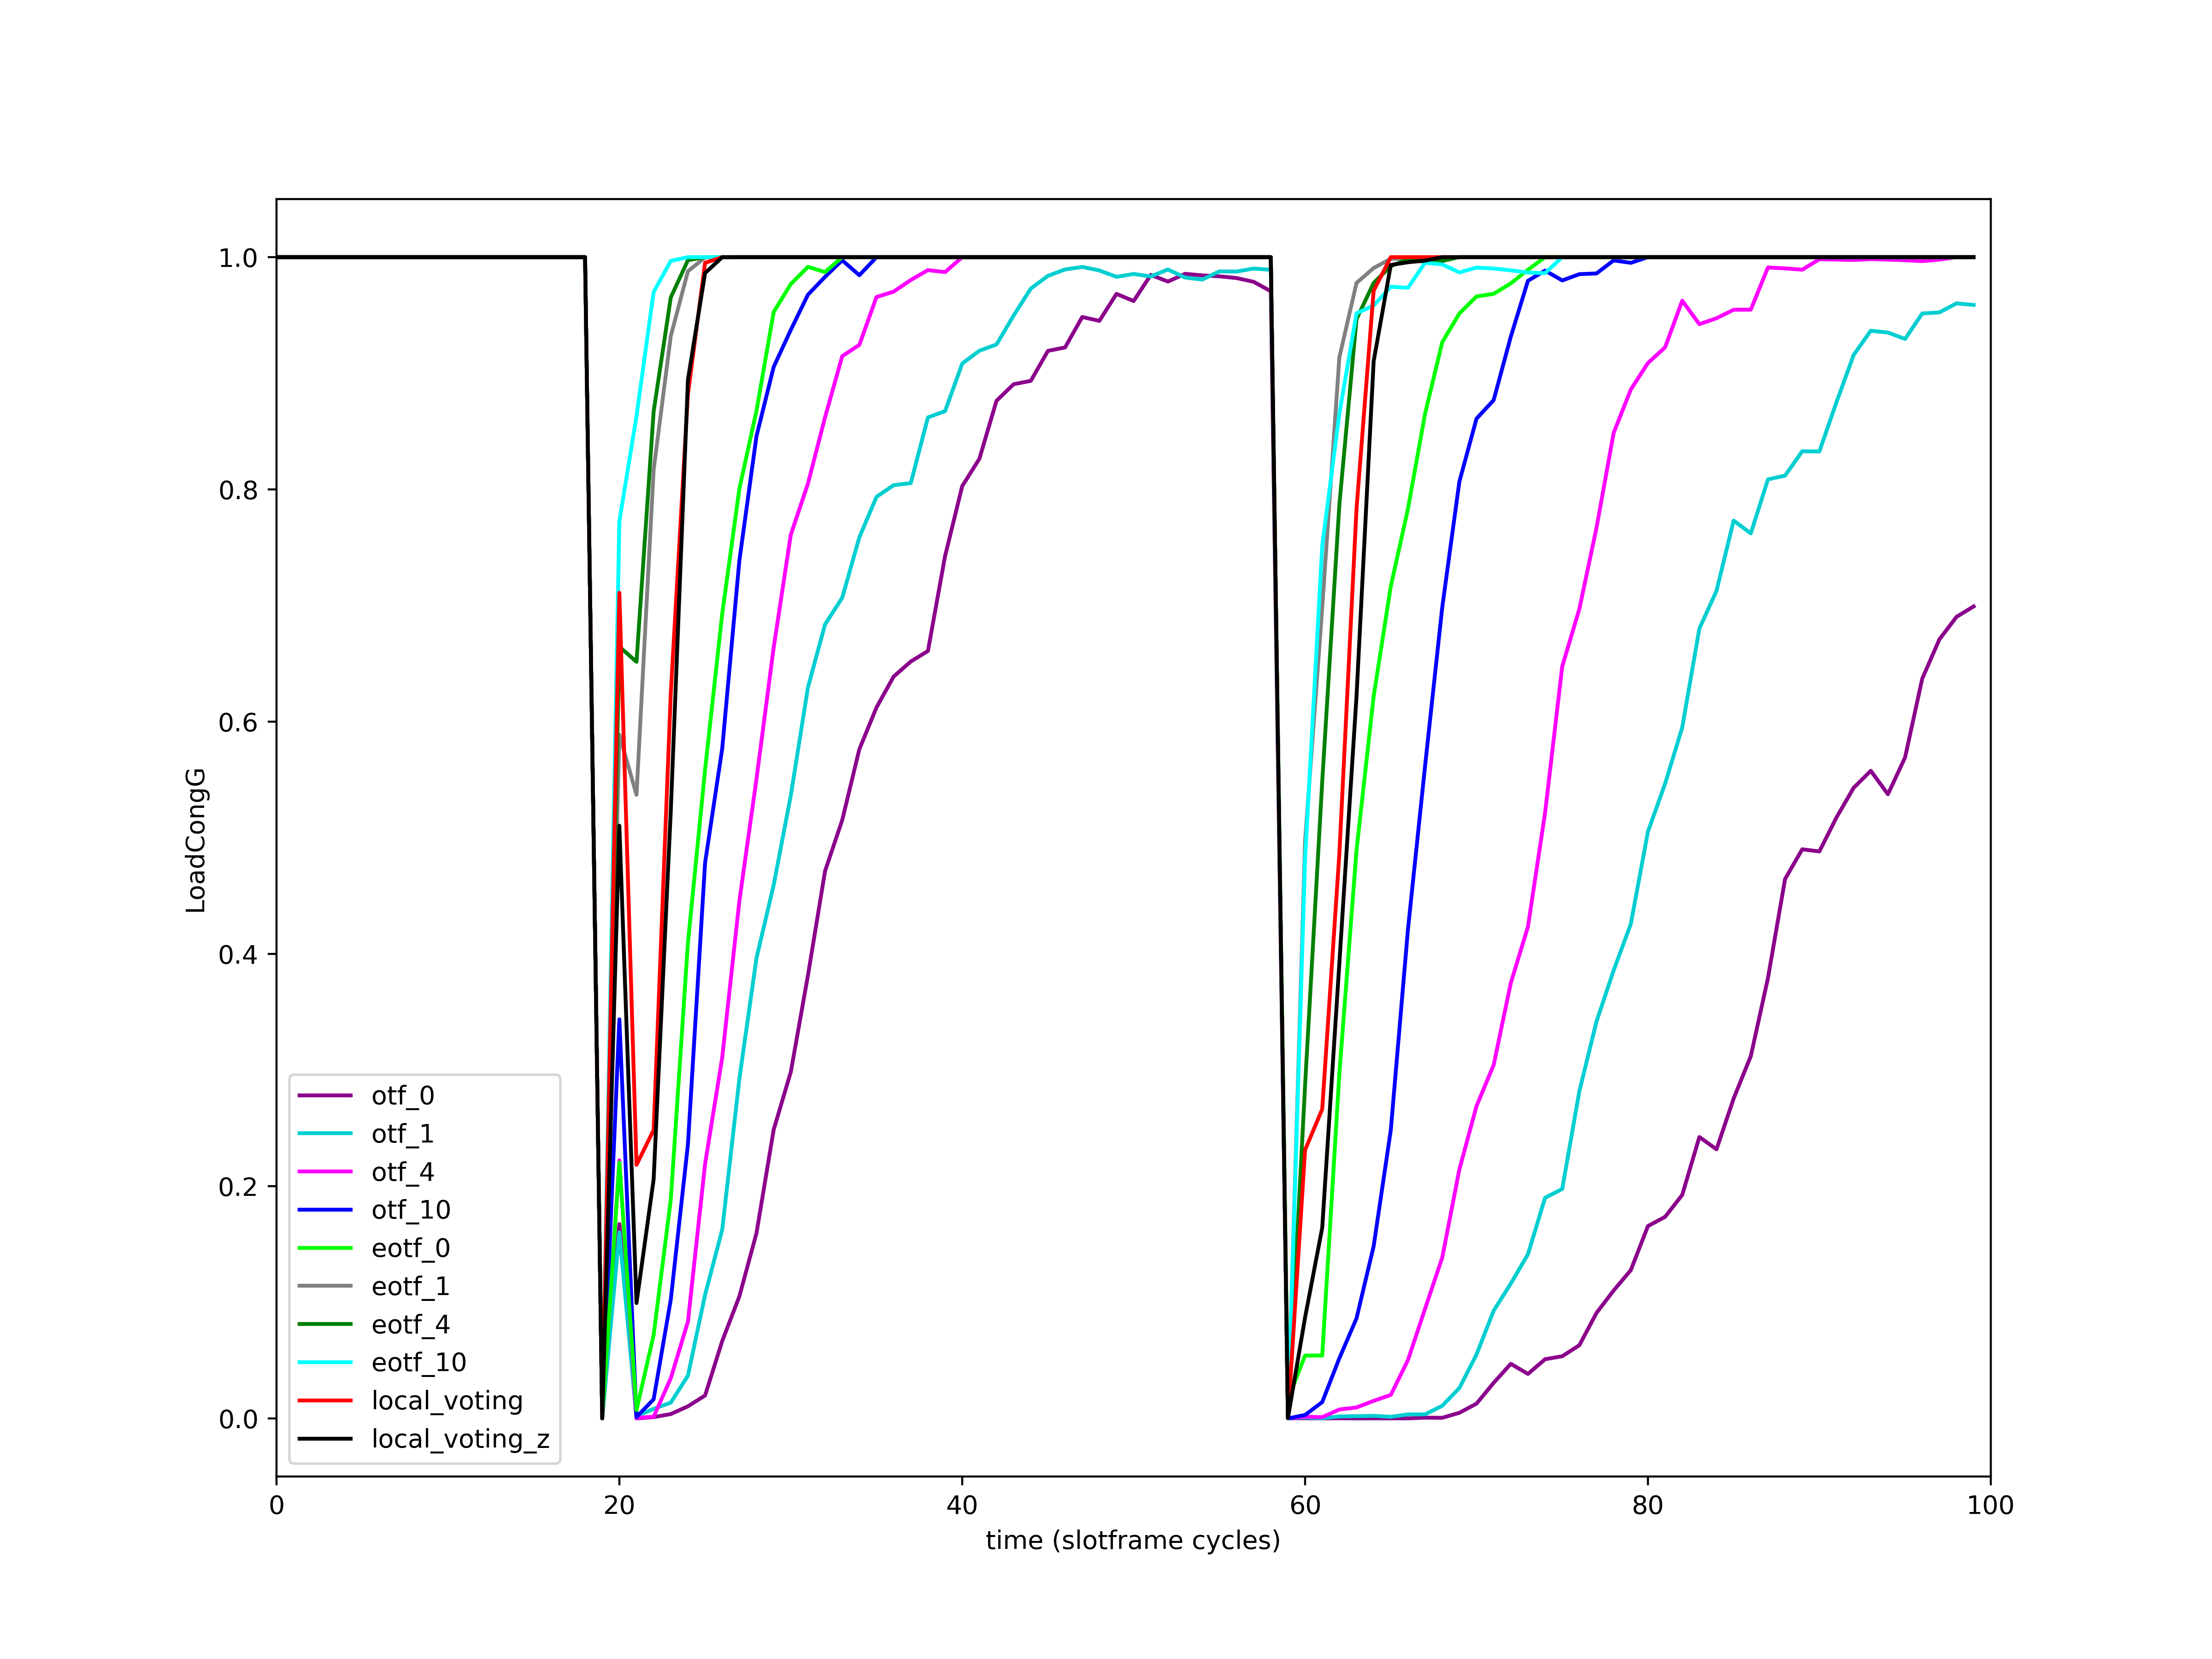 1.0
0.8
0.6
0.4
0.2
0.0
LoadCongG
otf_0
otf_1
otf_4
otf_10
eotf_0
eotf_1
eotf_4
eotf_10
local_voting
local_voting_z
0 20 40 60 80 100
time (slotframe cycles)